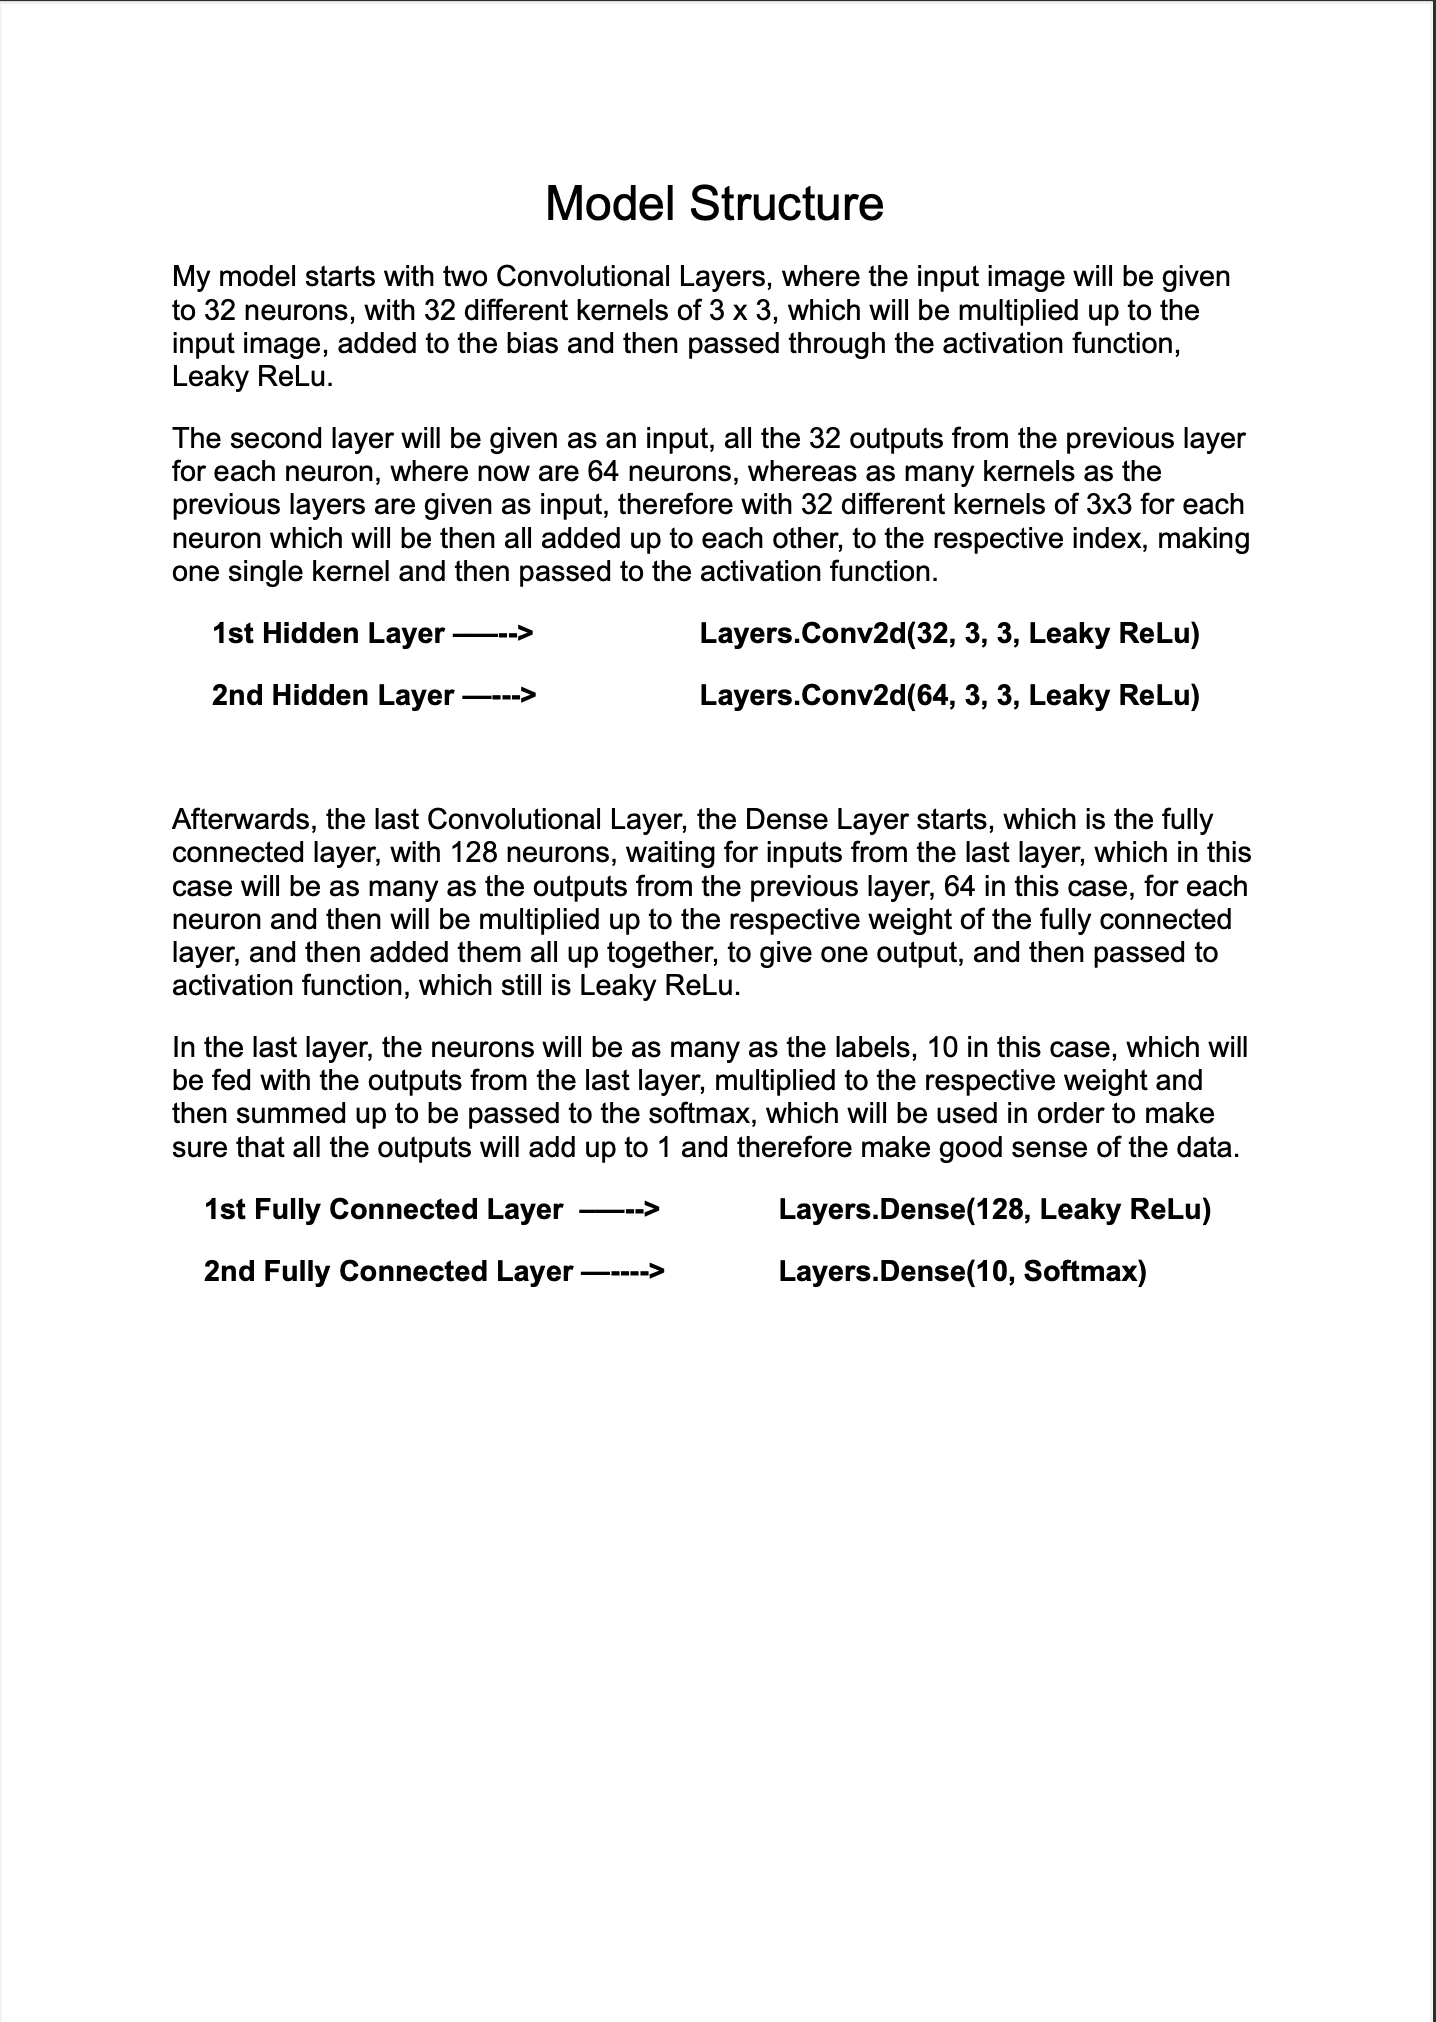 Model Structure
My model starts with two Convolutional Layers, where the input image will be given
to 32 neurons, with 32 different kernels of 3 x 3, which will be multiplied up to the
input image, added to the bias and then passed through the activation function,
Leaky ReLu.
The second layer will be given as an input, all the 32 outputs from the previous layer
for each neuron, where now are 64 neurons, whereas as many kernels as the
previous layers are given as input, therefore with 32 different kernels of 3x3 for each
neuron which will be then all added up to each other, to the respective index, making
one single kernel and then passed to the activation function.
1st Hidden Layer ——--> Layers.Conv2d(32, 3, 3, Leaky ReLu)
2nd Hidden Layer —---> Layers.Conv2d(64, 3, 3, Leaky ReLu)
Afterwards, the last Convolutional Layer, the Dense Layer starts, which is the fully
connected layer, with 128 neurons, waiting for inputs from the last layer, which in this
case will be as many as the outputs from the previous layer, 64 in this case, for each
neuron and then will be multiplied up to the respective weight of the fully connected
layer, and then added them all up together, to give one output, and then passed to
activation function, which still is Leaky ReLu.
In the last layer, the neurons will be as many as the labels, 10 in this case, which will
be fed with the outputs from the last layer, multiplied to the respective weight and
then summed up to be passed to the softmax, which will be used in order to make
sure that all the outputs will add up to 1 and therefore make good sense of the data.
1st Fully Connected Layer ——--> Layers.Dense(128, Leaky ReLu)
2nd Fully Connected Layer —----> Layers.Dense(10, Softmax)